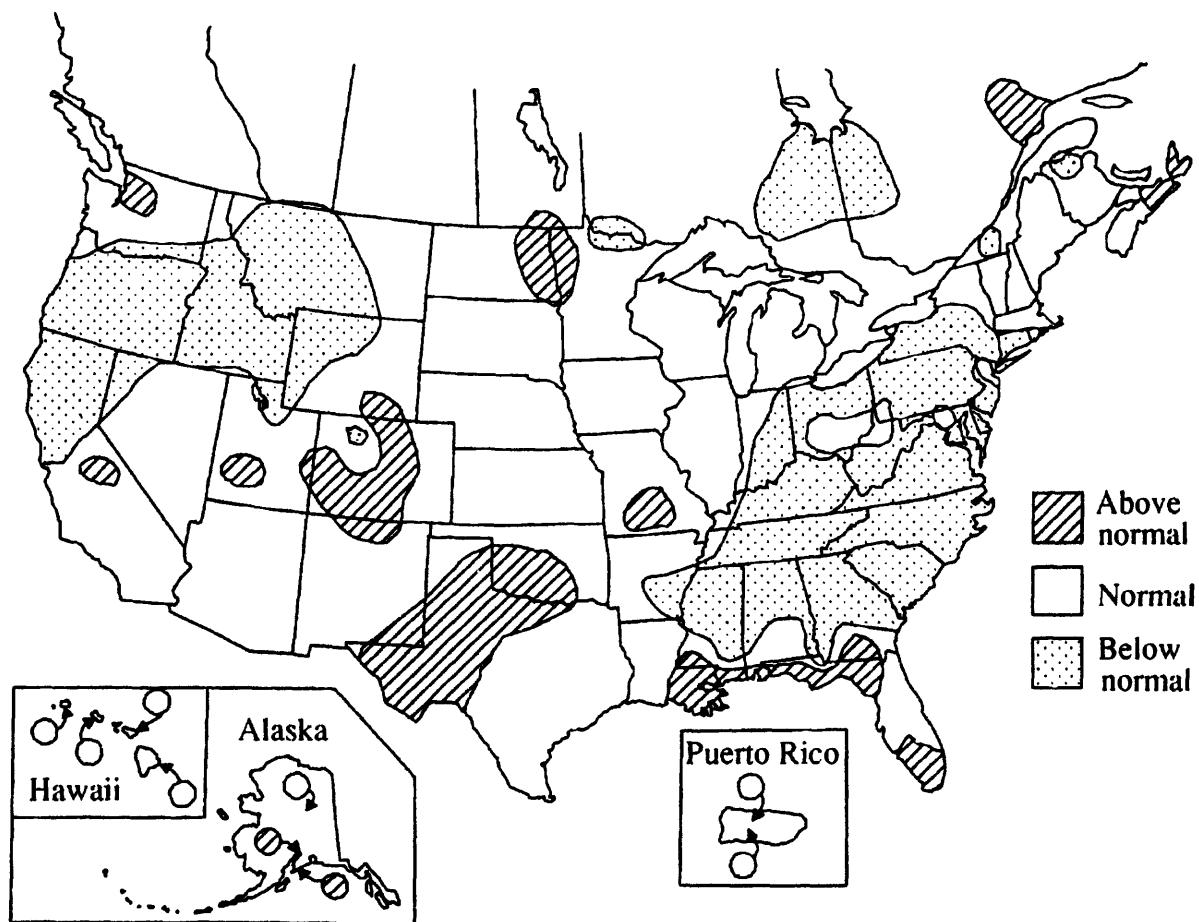 Above
normal
Normal
Below
normal
Alaska
Hawaii
Puerto Rico